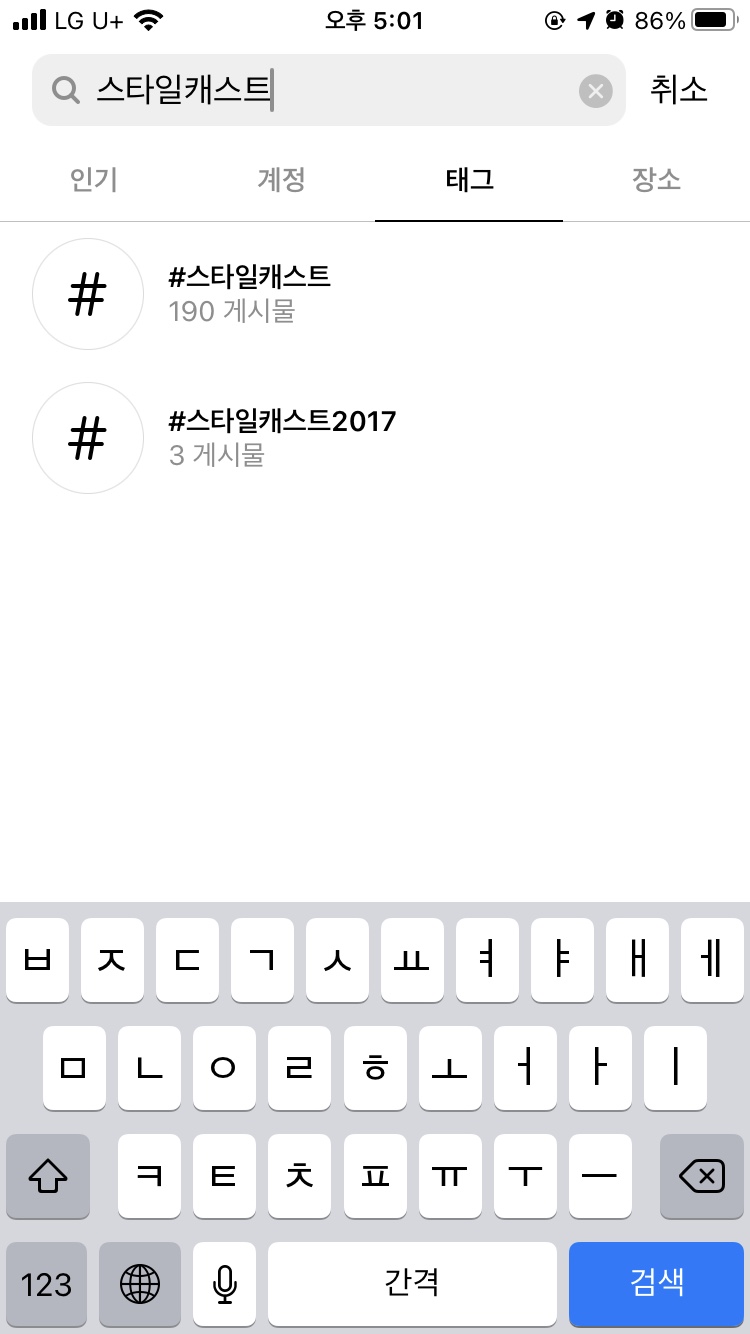 LG U+ 오후 5:01 86%
스타일캐스트 취소
인기 계정 태그 장소
# #스타일캐스트
190 게시물
# #스타일캐스트2017
3 게시물
ㅂ ㅈ ㄷ ㄱ ㅅ ㅛ ㅕ ㅑ ㅐ ㅔ
ㅁ ㄴ ㅇ ㄹ ㅎ ㅗ ㅓ ㅏ ㅣ
ㅋ ㅌ ㅊ ㅍ ㅠ ㅜ ㅡ
123 간격 검색